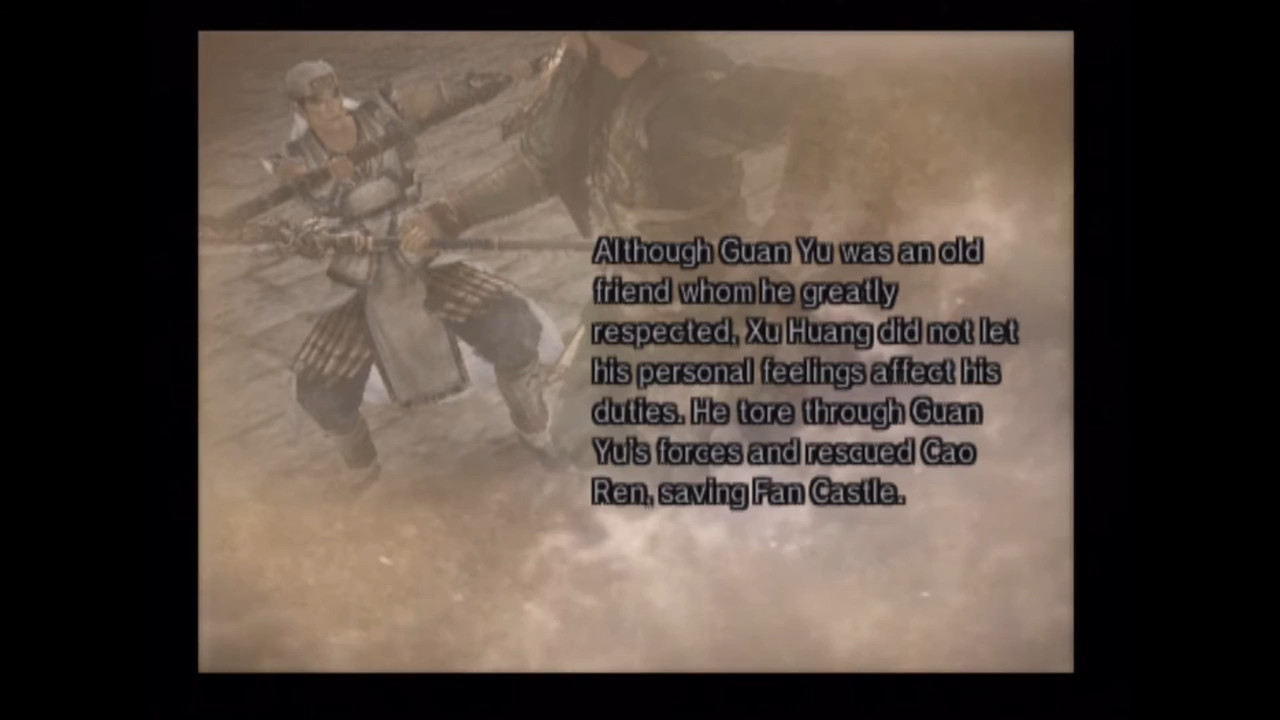 Although Guan Yu was an old
friend whom he greatly
respected, Xu Huang did not let
his personal feelings affect his
duties. He tore through Guan
Yu's forces and rescued Cao
Ren, saving Fan Castle.